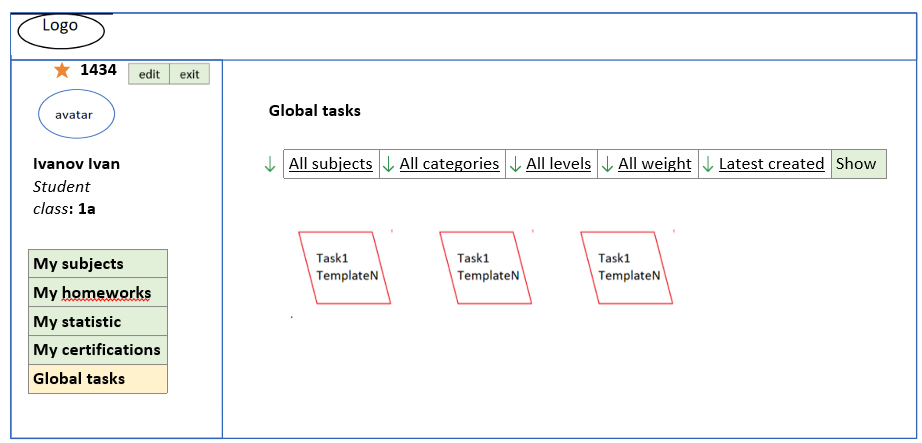 Logo
1434
edit exit
avatar
Ivanov Ivan
Student
class: 1a
My subjects
My homeworks
My statistic
My certifications
Global tasks
Global tasks
All subjects All categories All levels All weight Latest created Show
Task1
TemplateN
Task1
TemplateN
Task1
TemplateN